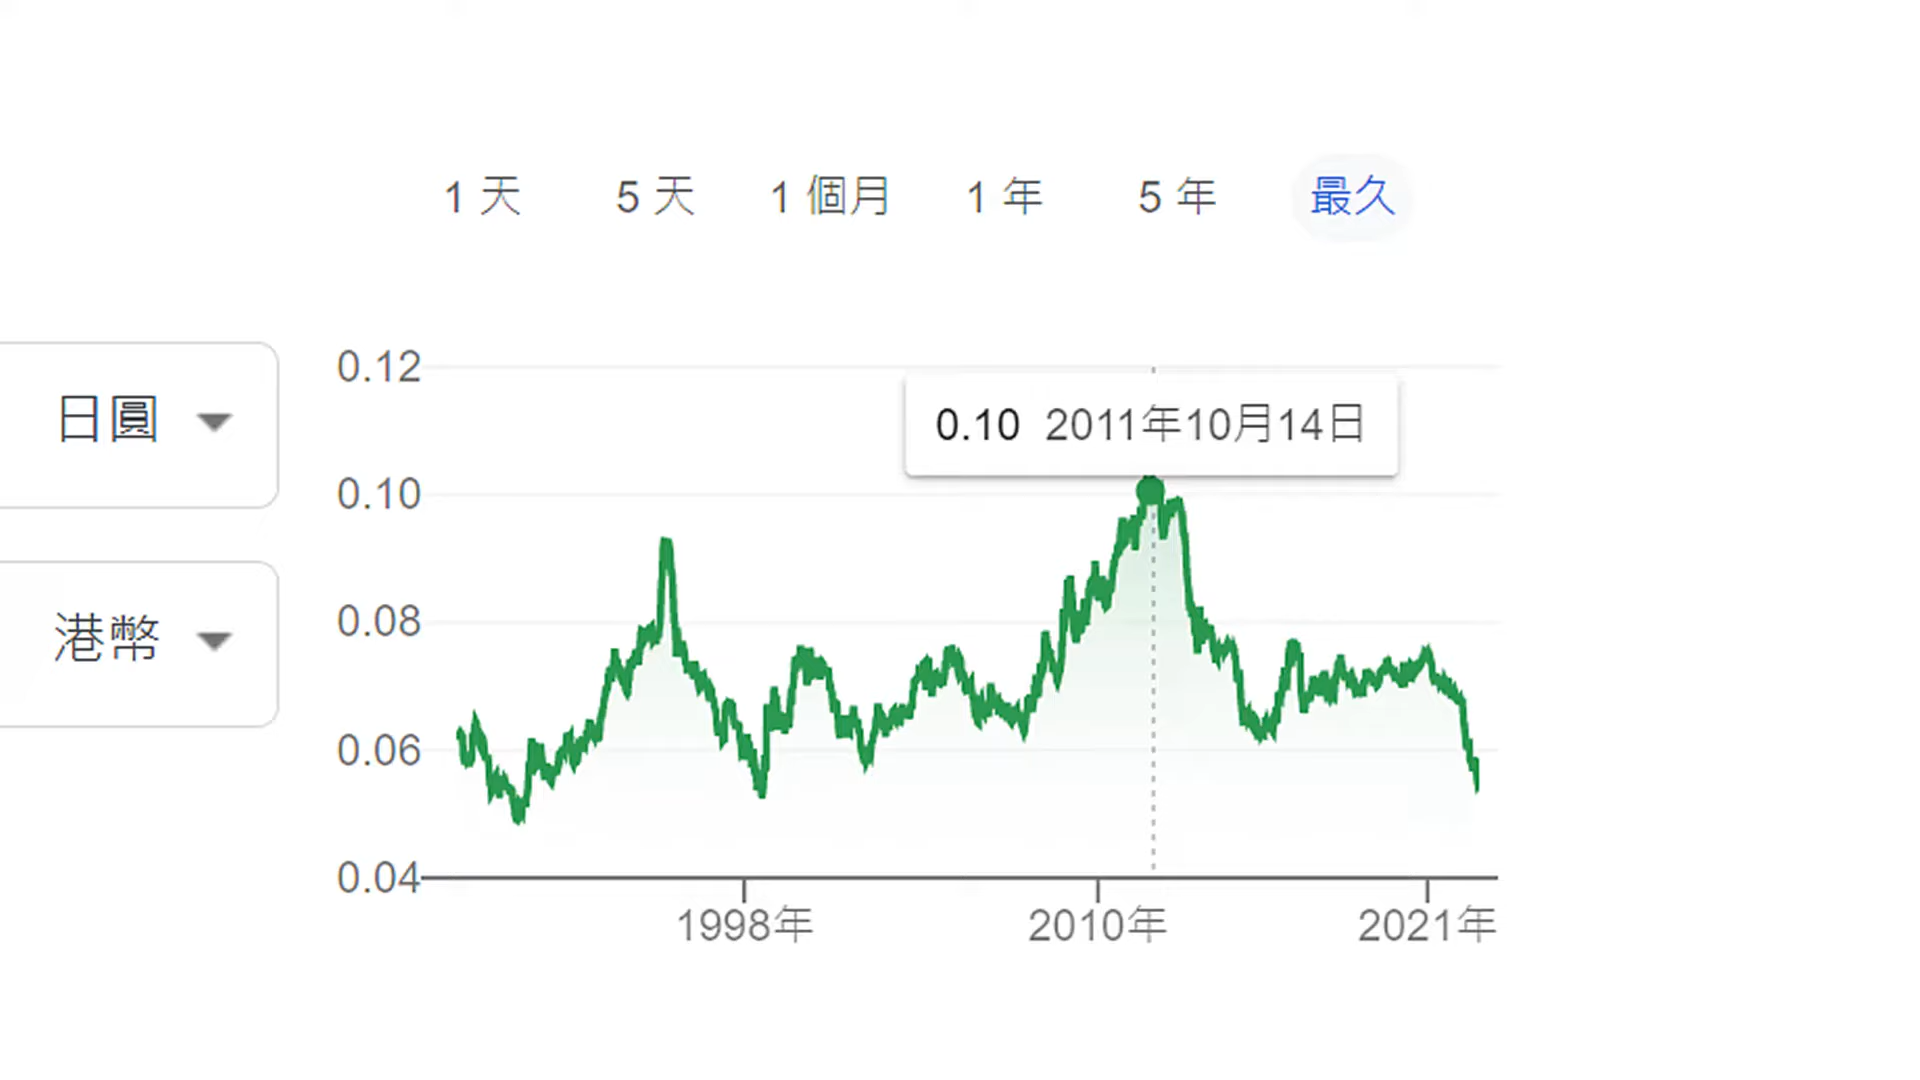 1 天 5 天 1 個月 1 年 5 年 最久
日圓
港幣
0.12
0.10 2011年10月14日
0.10
0.08
0.06
0.04
1998年 2010年 2021年